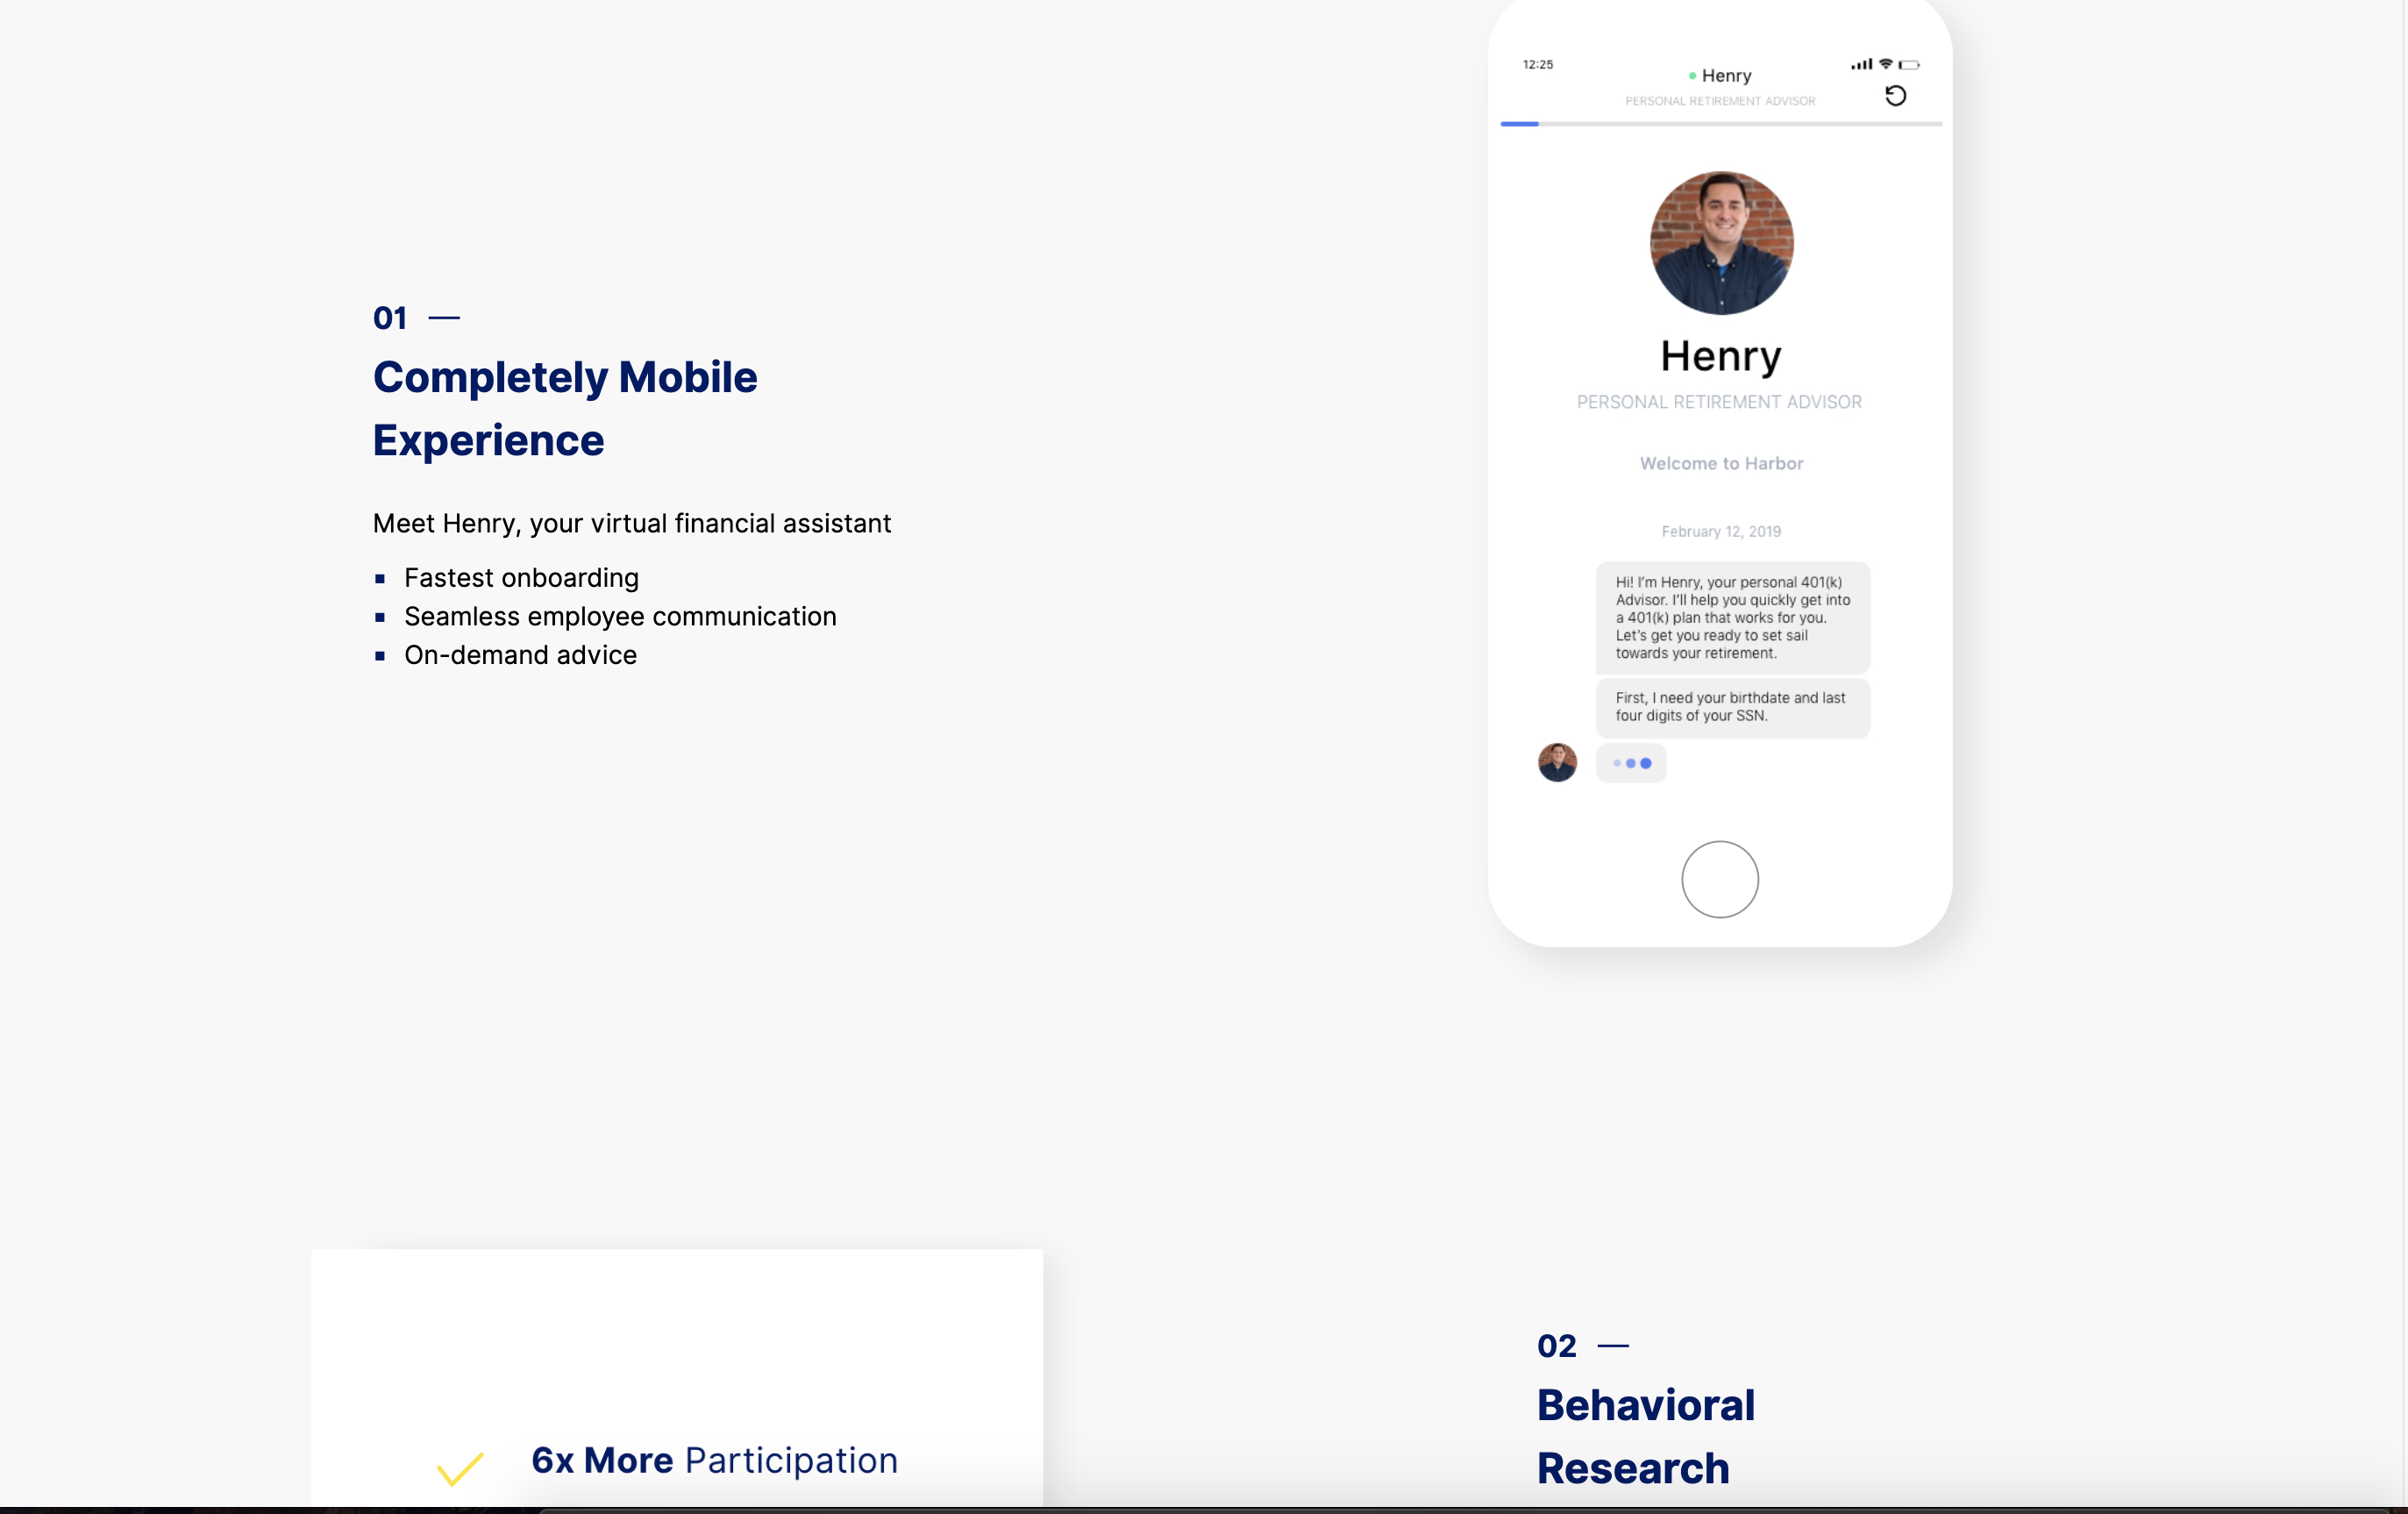 01 —
Completely Mobile
Experience
Meet Henry, your virtual financial assistant
▪ Fastest onboarding
▪ Seamless employee communication
▪ On-demand advice
12:25
Henry
PERSONAL RETIREMENT ADVISOR
Henry
PERSONAL RETIREMENT ADVISOR
Welcome to Harbor
February 12, 2019
Hi! I’m Henry, your personal 401(k)
Advisor. I’ll help you quickly get into
a 401(k) plan that works for you.
Let’s get you ready to set sail
towards your retirement.
First, I need your birthdate and last
four digits of your SSN.
6x More Participation
02 —
Behavioral
Research